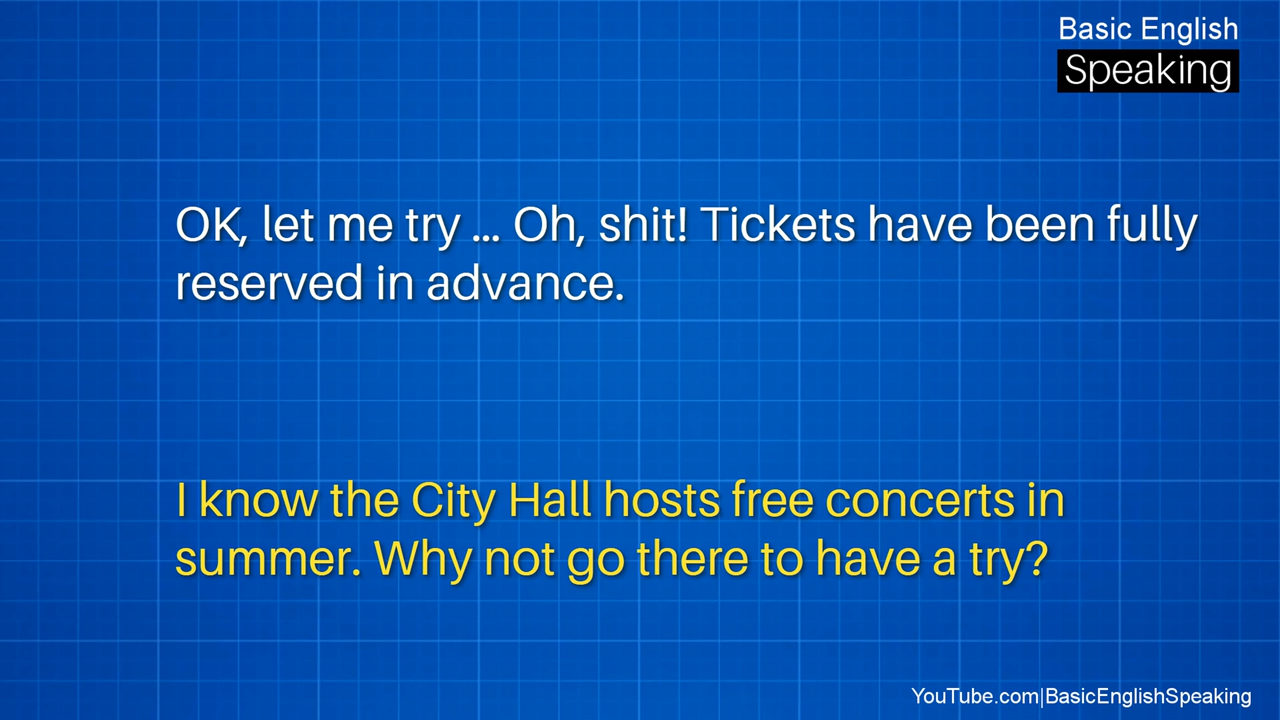 Basic English
Speaking
OK, let me try ... Oh, shit! Tickets have been fully
reserved in advance.
I know the City Hall hosts free concerts in
summer. Why not go there to have a try?
YouTube.com|BasicEnglishSpeaking